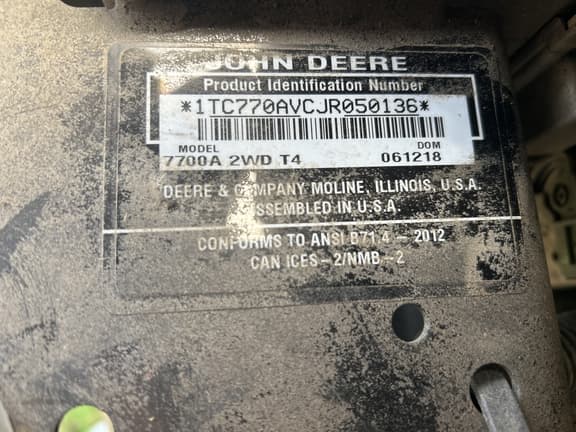 JOHN DEERE
Product Identification Number
*1TC770AVCJR050136*
MODEL DOM
7700A 2WD T4 061218
DEERE & COMPANY MOLINE, ILLINOIS, U.S.A.
ASSEMBLED IN U.S.A.
CONFORMS TO ANSI B71.4 - 2012
CAN ICES-2/NMB-2